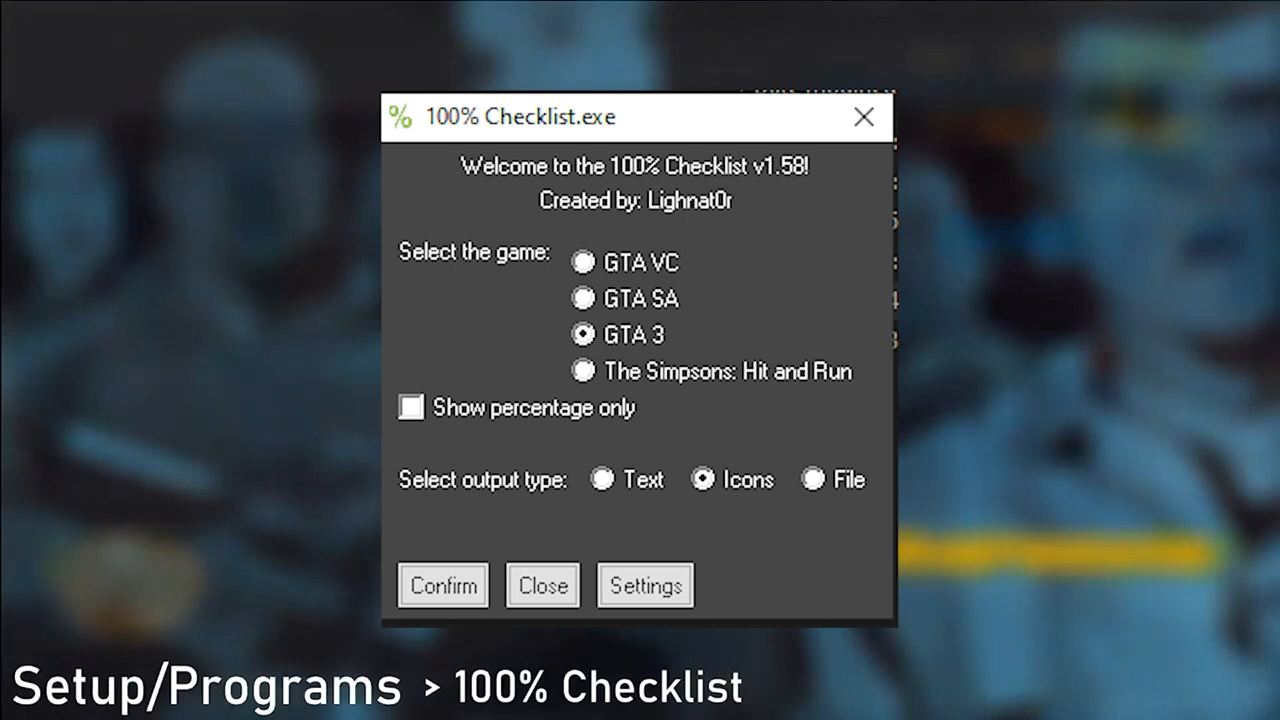 % 100% Checklist.exe
Welcome to the 100% Checklist v1.58!
Created by: Lighnat0r
Select the game:
GTA VC
GTA SA
GTA 3
The Simpsons: Hit and Run
Show percentage only
Select output type: Text Icons File
Confirm Close Settings
Setup/Programs > 100% Checklist